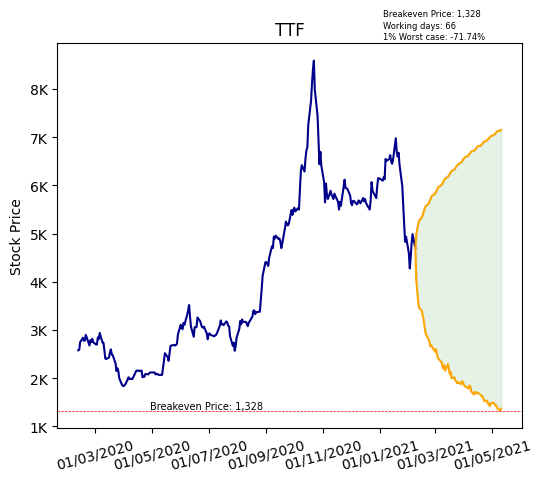 Breakeven Price: 1,328
Working days: 66
1% Worst case: -71.74%
TTF
Stock Price
8K
7K
6K
5K
4K
3K
2K
1K
Breakeven Price: 1,328
01/03/2020
01/05/2020
01/07/2020
01/09/2020
01/11/2020
01/01/2021
01/03/2021
01/05/2021